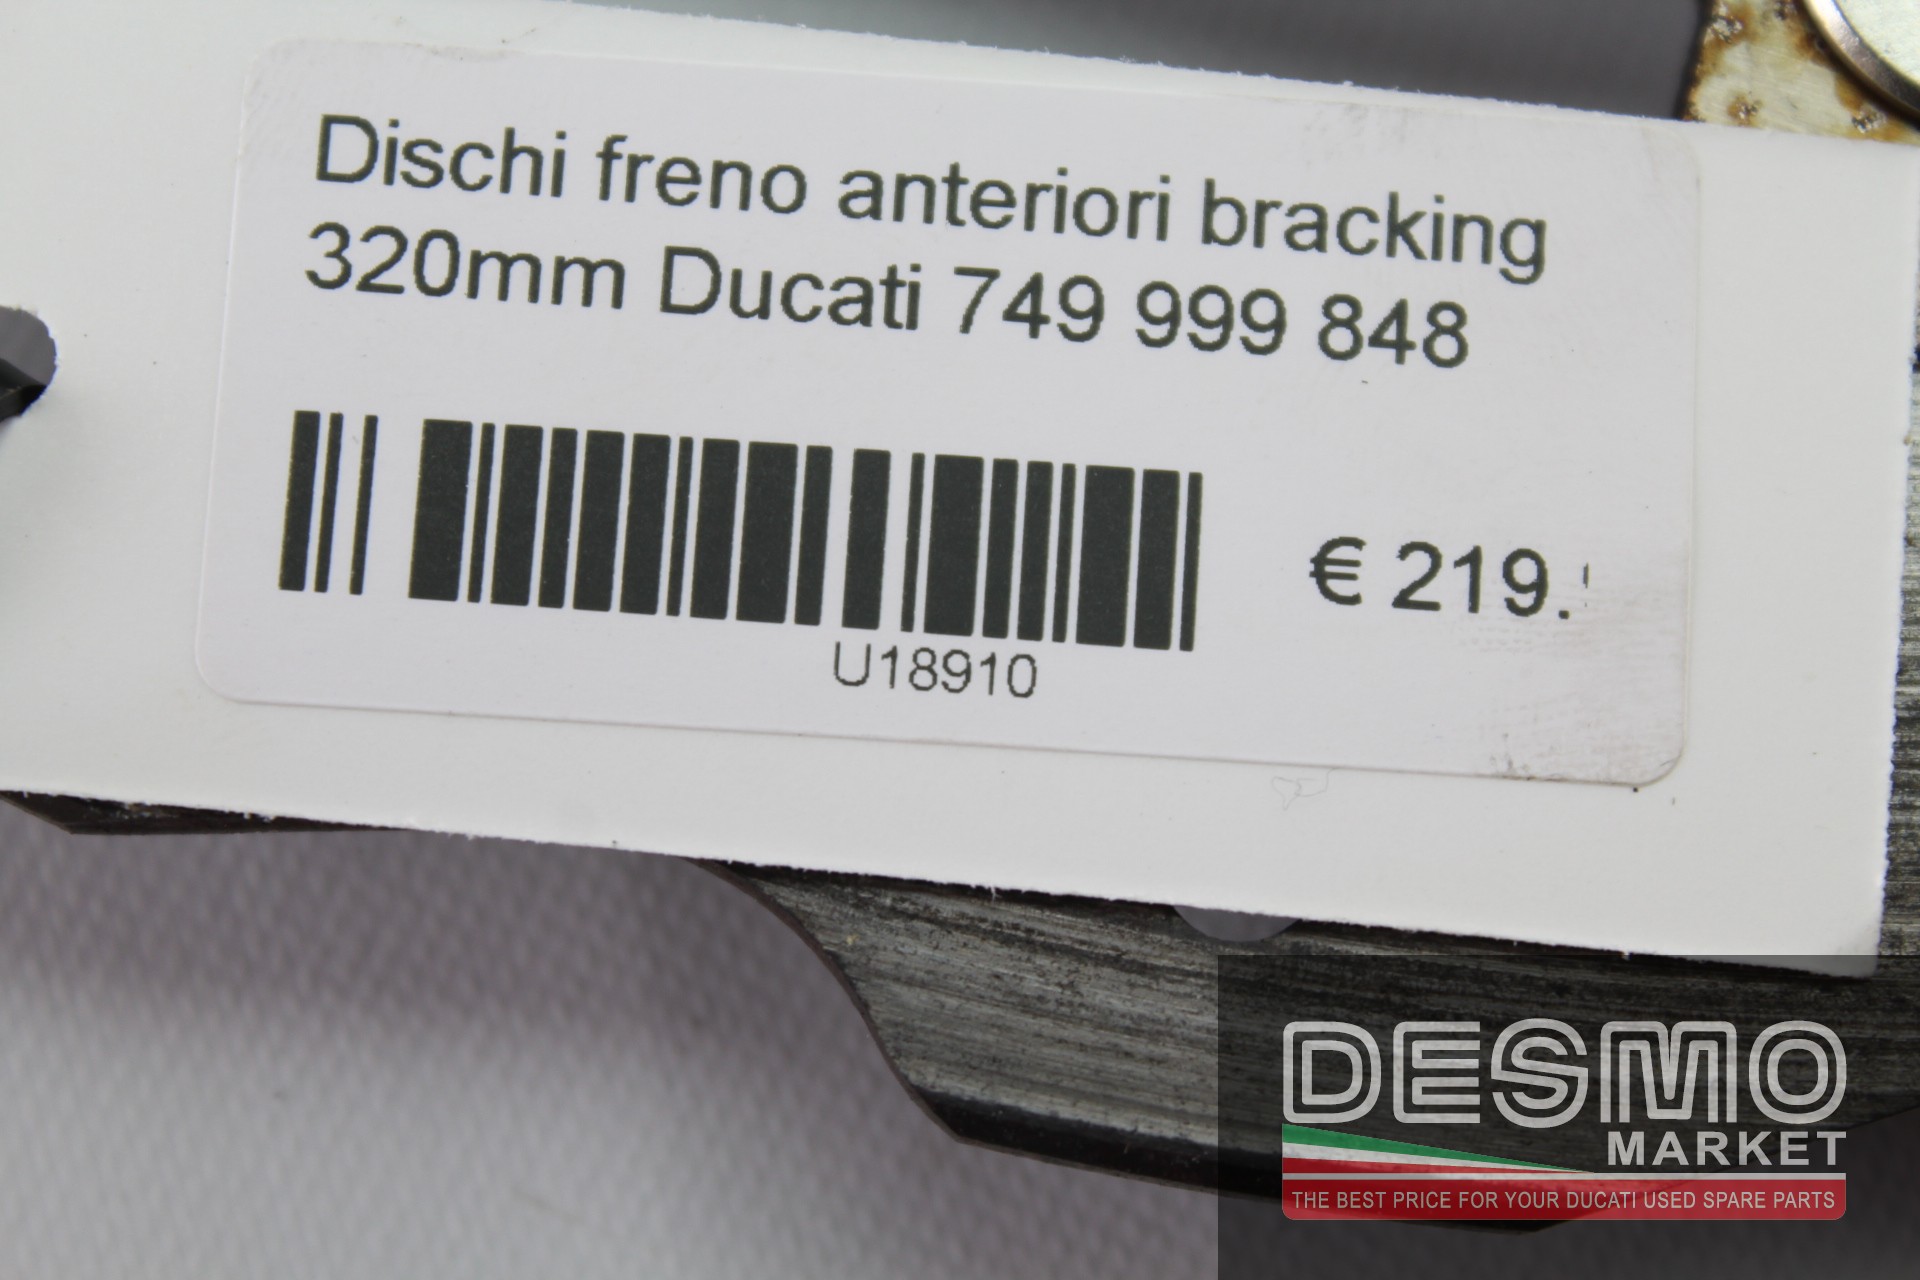 Dischi freno anteriori bracking
320mm Ducati 749 999 848
€ 219.
U18910
DESMO
MARKET
THE BEST PRICE FOR YOUR DUCATI USED SPARE PARTS